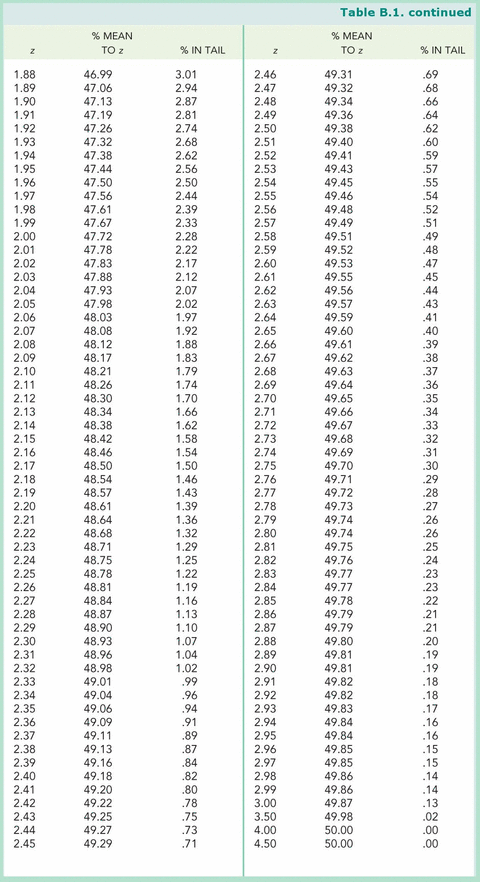 Table B.1. continued
% MEAN % MEAN
z TO z % IN TAIL z TO z % IN TAIL
1.88 46.99 3.01 2.46 49.31 .69
1.89 47.06 2.94 2.47 49.32 .68
1.90 47.13 2.87 2.48 49.34 .66
1.91 47.19 2.81 2.49 49.36 .64
1.92 47.26 2.74 2.50 49.38 .62
1.93 47.32 2.68 2.51 49.40 .60
1.94 47.38 2.62 2.52 49.41 .59
1.95 47.44 2.56 2.53 49.43 .57
1.96 47.50 2.50 2.54 49.45 .55
1.97 47.56 2.44 2.55 49.46 .54
1.98 47.61 2.39 2.56 49.48 .52
1.99 47.67 2.33 2.57 49.49 .51
2.00 47.72 2.28 2.58 49.51 .49
2.01 47.78 2.22 2.59 49.52 .48
2.02 47.83 2.17 2.60 49.53 .47
2.03 47.88 2.12 2.61 49.55 .45
2.04 47.93 2.07 2.62 49.56 .44
2.05 47.98 2.02 2.63 49.57 .43
2.06 48.03 1.97 2.64 49.59 .41
2.07 48.08 1.92 2.65 49.60 .40
2.08 48.12 1.88 2.66 49.61 .39
2.09 48.17 1.83 2.67 49.62 .38
2.10 48.21 1.79 2.68 49.63 .37
2.11 48.26 1.74 2.69 49.64 .36
2.12 48.30 1.70 2.70 49.65 .35
2.13 48.34 1.66 2.71 49.66 .34
2.14 48.38 1.62 2.72 49.67 .33
2.15 48.42 1.58 2.73 49.68 .32
2.16 48.46 1.54 2.74 49.69 .31
2.17 48.50 1.50 2.75 49.70 .30
2.18 48.54 1.46 2.76 49.71 .29
2.19 48.57 1.43 2.77 49.72 .28
2.20 48.61 1.39 2.78 49.73 .27
2.21 48.64 1.36 2.79 49.74 .26
2.22 48.68 1.32 2.80 49.74 .26
2.23 48.71 1.29 2.81 49.75 .25
2.24 48.75 1.25 2.82 49.76 .24
2.25 48.78 1.22 2.83 49.77 .23
2.26 48.81 1.19 2.84 49.77 .23
2.27 48.84 1.16 2.85 49.78 .22
2.28 48.87 1.13 2.86 49.79 .21
2.29 48.90 1.10 2.87 49.79 .21
2.30 48.93 1.07 2.88 49.80 .20
2.31 48.96 1.04 2.89 49.81 .19
2.32 48.98 1.02 2.90 49.81 .19
2.33 49.01 .99 2.91 49.82 .18
2.34 49.04 .96 2.92 49.82 .18
2.35 49.06 .94 2.93 49.83 .17
2.36 49.09 .91 2.94 49.84 .16
2.37 49.11 .89 2.95 49.84 .16
2.38 49.13 .87 2.96 49.85 .15
2.39 49.16 .84 2.97 49.85 .15
2.40 49.18 .82 2.98 49.86 .14
2.41 49.20 .80 2.99 49.86 .14
2.42 49.22 .78 3.00 49.87 .13
2.43 49.25 .75 3.50 49.98 .02
2.44 49.27 .73 4.00 50.00 .00
2.45 49.29 .71 4.50 50.00 .00